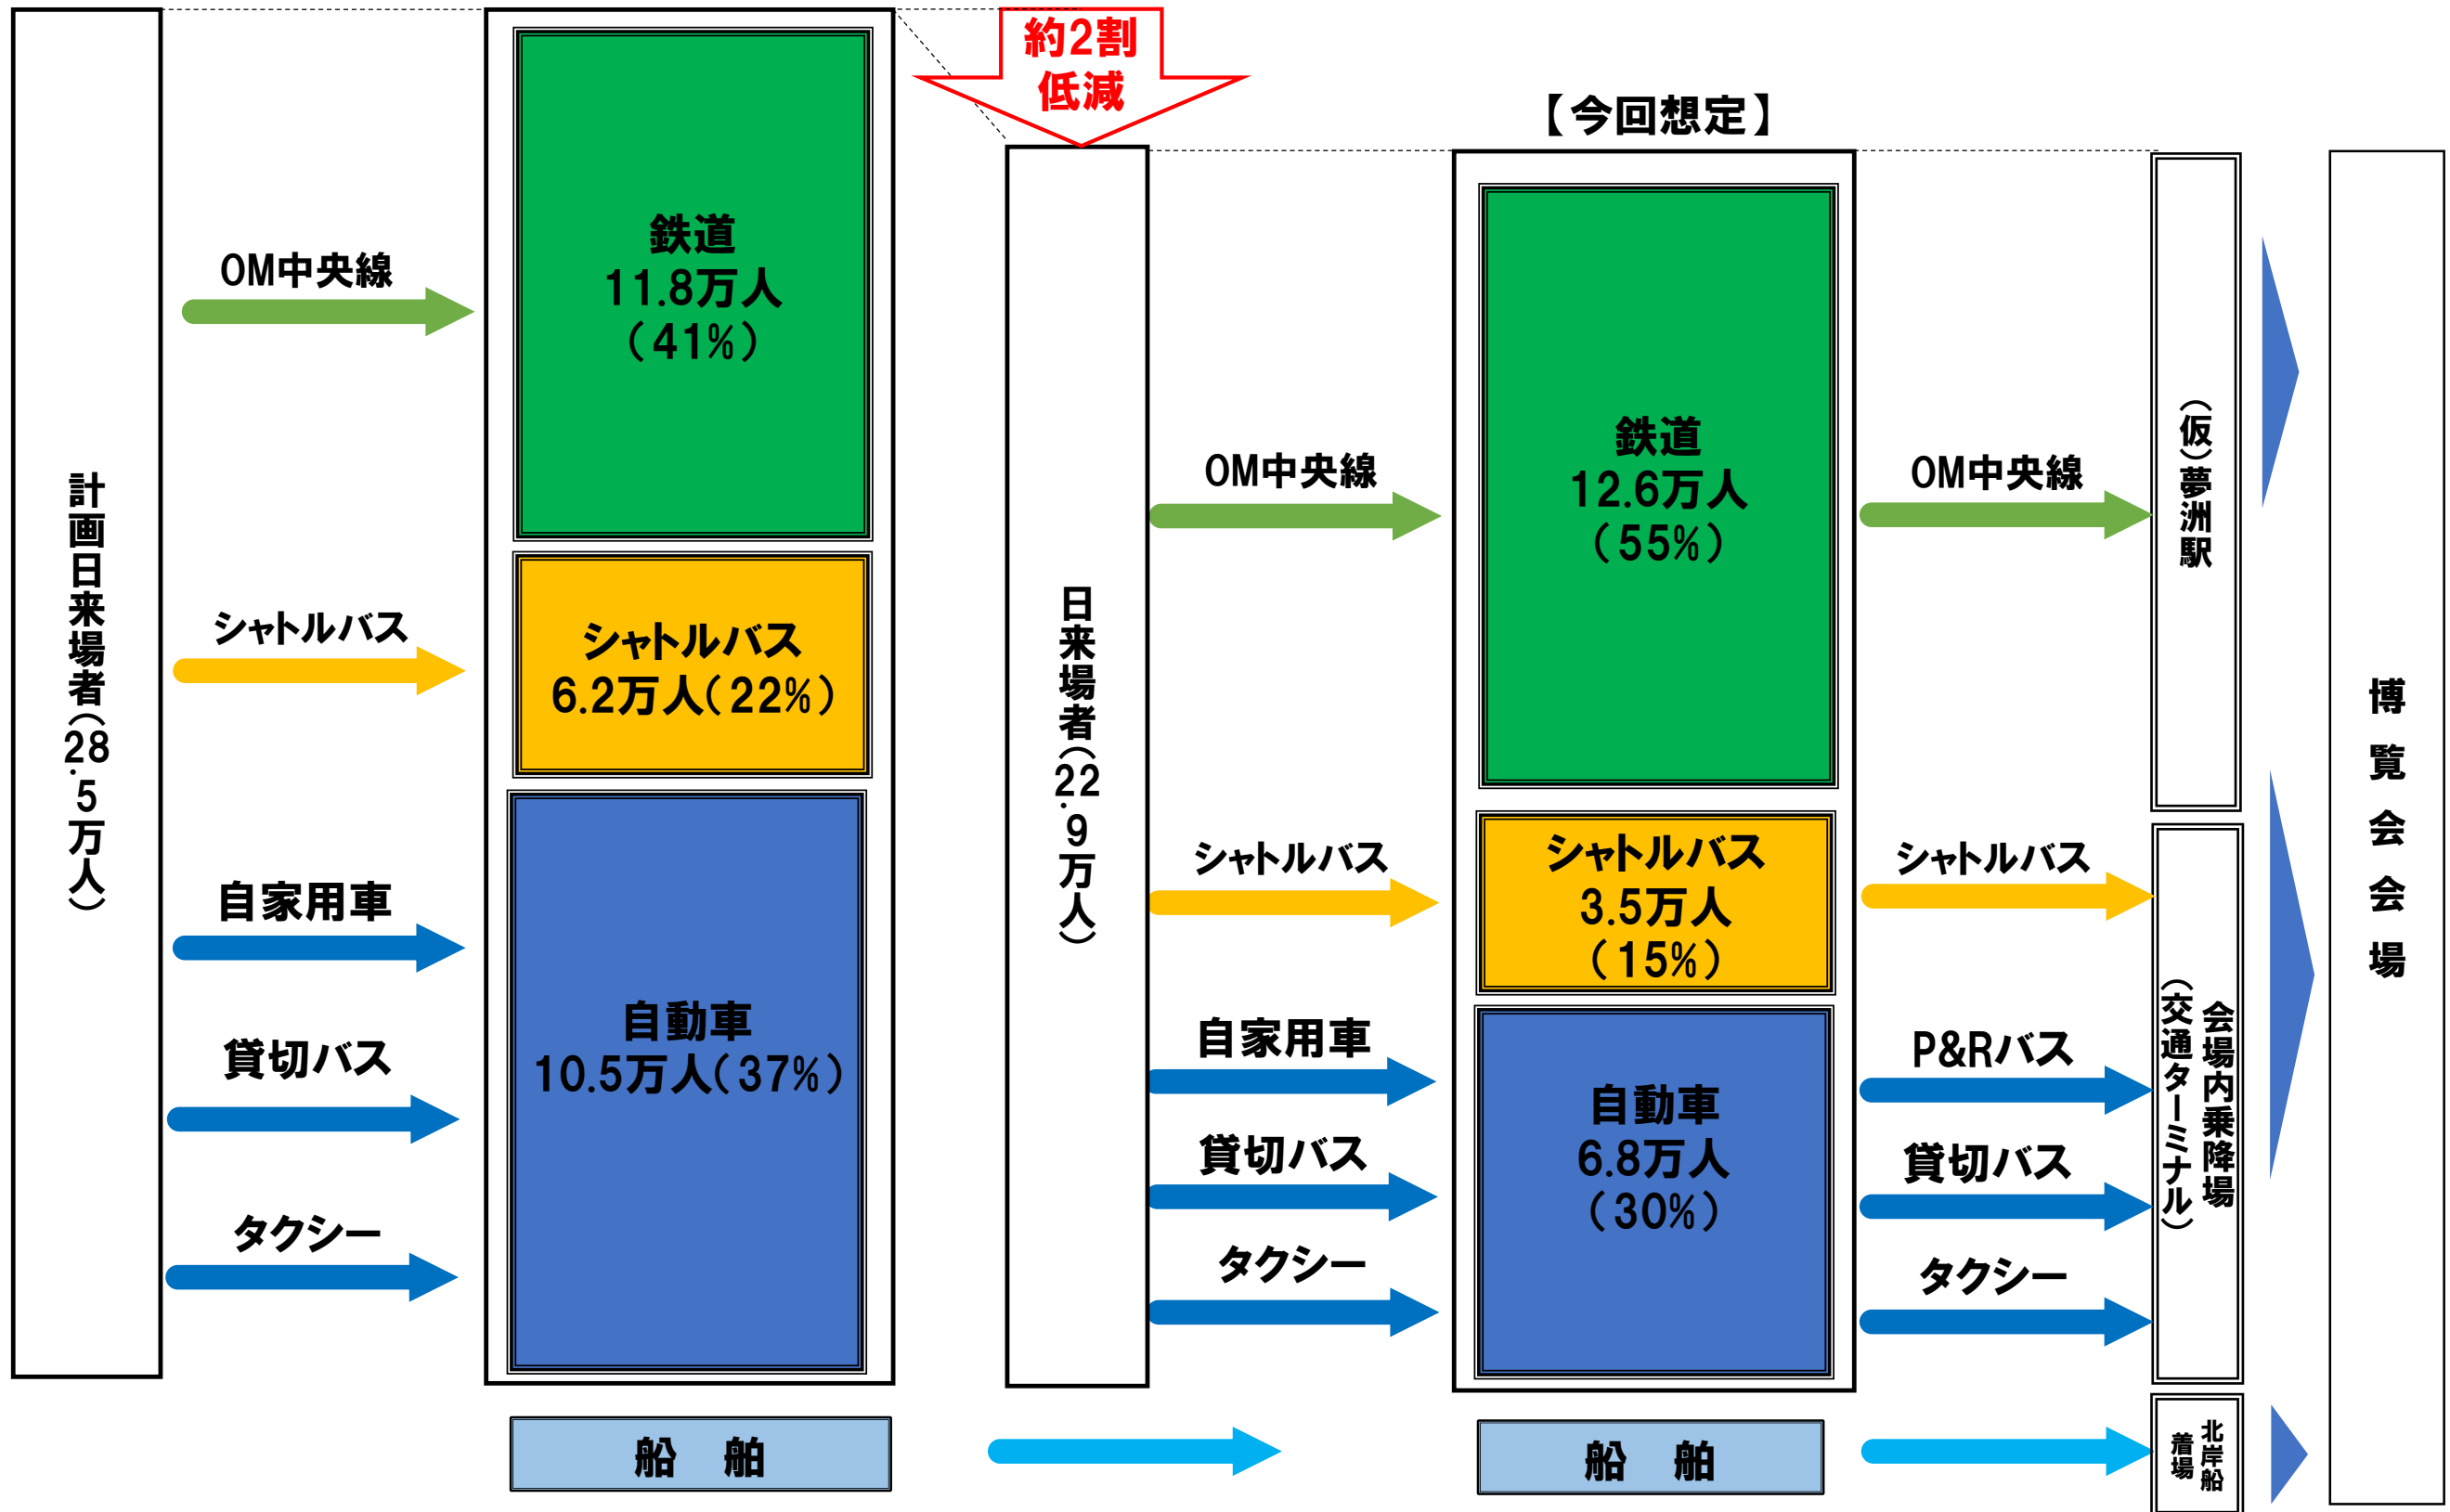 計画日来場者（28.5万人）
OM中央線
シャトルバス
自家用車
貸切バス
タクシー
鉄道
11.8万人
（41%）
シャトルバス
6.2万人（22%）
自動車
10.5万人（37%）
船　舶
約2割
低減
日来場者（22.9万人）
OM中央線
シャトルバス
自家用車
貸切バス
タクシー
【今回想定】
鉄道
12.6万人
（55%）
シャトルバス
3.5万人
（15%）
自動車
6.8万人
（30%）
船　舶
OM中央線
シャトルバス
P&Rバス
貸切バス
タクシー
（仮）夢洲駅
会場内乗降場
（交通ターミナル）
北岸船
着場
博覧会会場